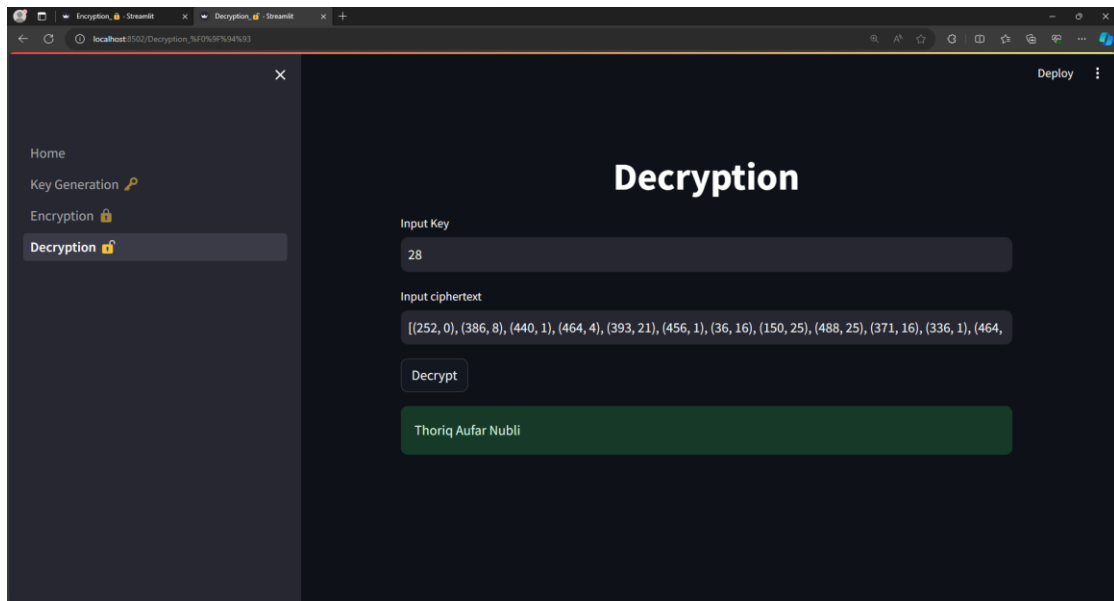 Encryption_🔒 · Streamlit
Decryption_🔓 · Streamlit
localhost:8502/Decryption_%F0%9F%94%93
Deploy
Home
Key Generation 🔑
Encryption 🔒
Decryption 🔓
Decryption
Input Key
28
Input ciphertext
[(252, 0), (386, 8), (440, 1), (464, 4), (393, 21), (456, 1), (36, 16), (150, 25), (488, 25), (371, 16), (336, 1), (464,
Decrypt
Thoriq Aufar Nubli